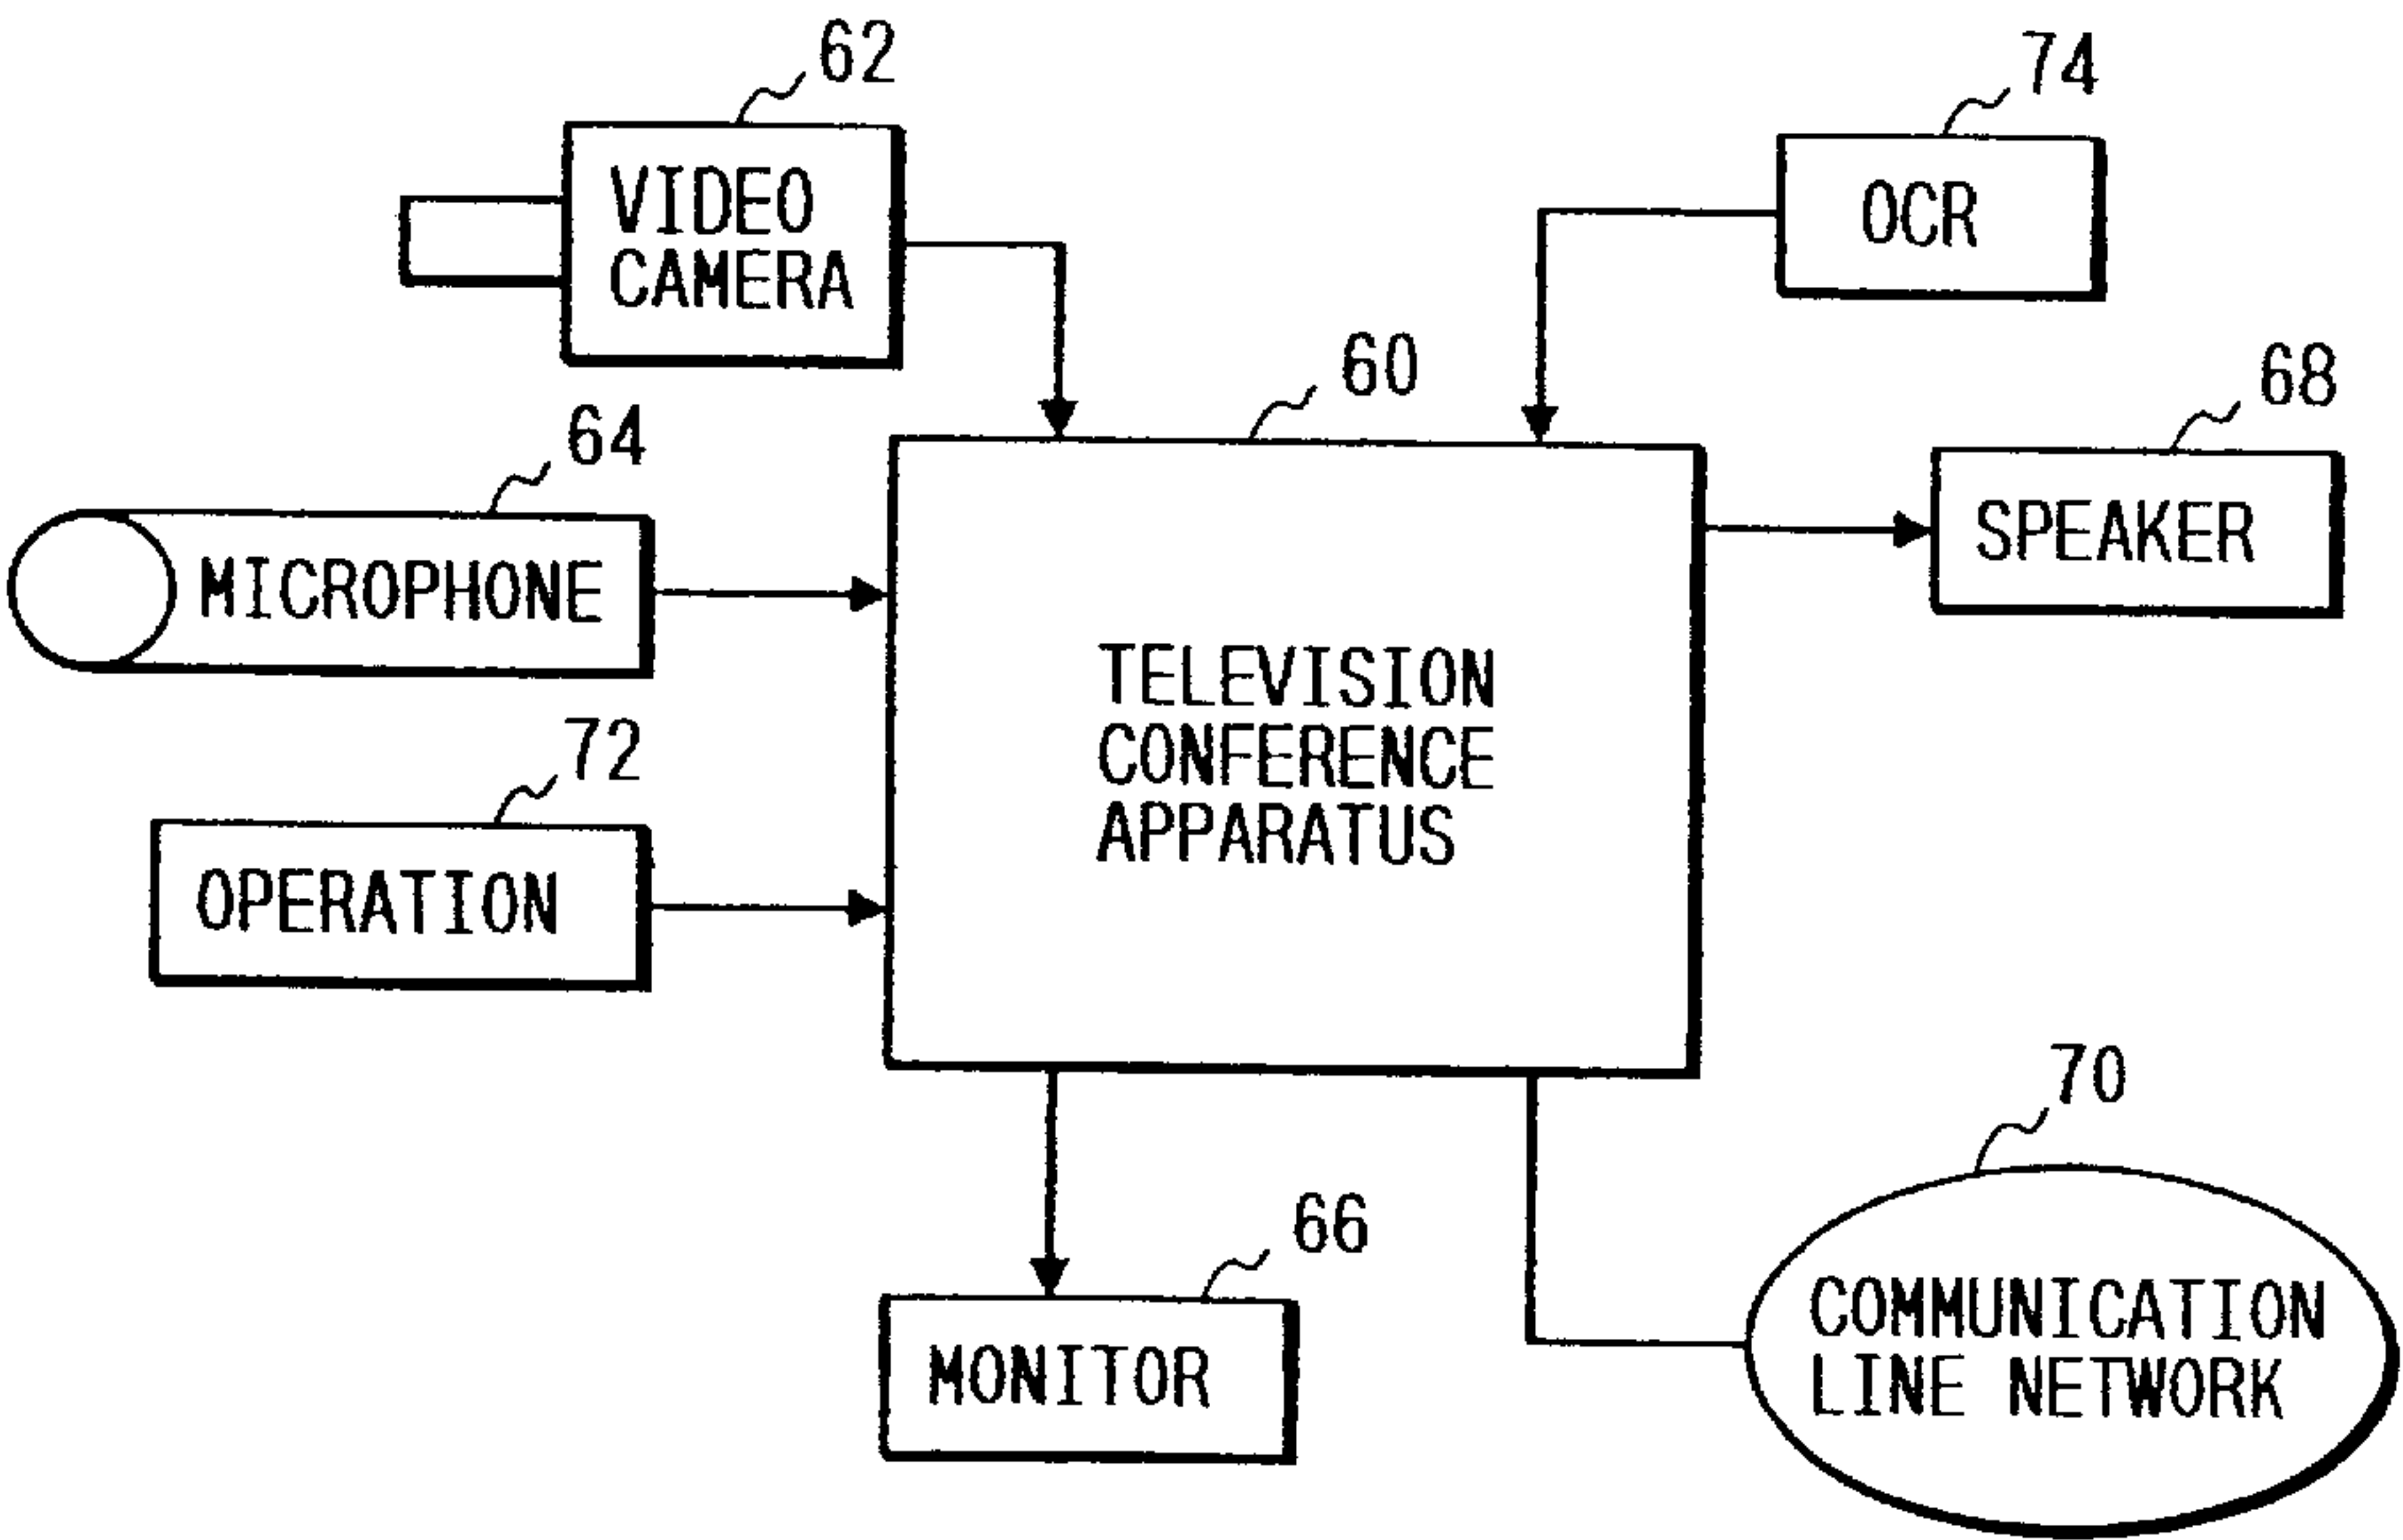 62
VIDEO
CAMERA
74
OCR
60
68
SPEAKER
64
MICROPHONE
TELEVISION
CONFERENCE
APPARATUS
72
OPERATION
70
COMMUNICATION
LINE NETWORK
66
MONITOR